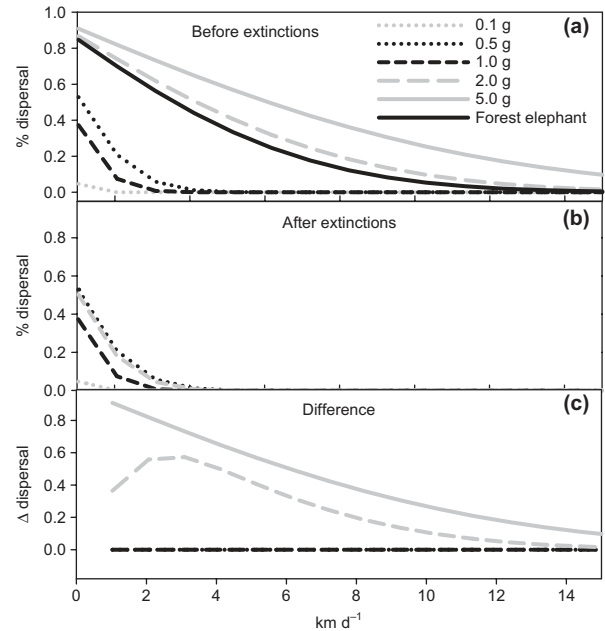 1.0
0.8
0.6
0.4
0.2
0.0
% dispersal
Before extinctions
(a)
0.1 g
0.5 g
1.0 g
2.0 g
5.0 g
Forest elephant
0.8
0.6
0.4
0.2
0.0
% dispersal
After extinctions
(b)
0.8
0.6
0.4
0.2
0.0
Δ dispersal
Difference
(c)
0 2 4 6 8 10 12 14
km d⁻¹